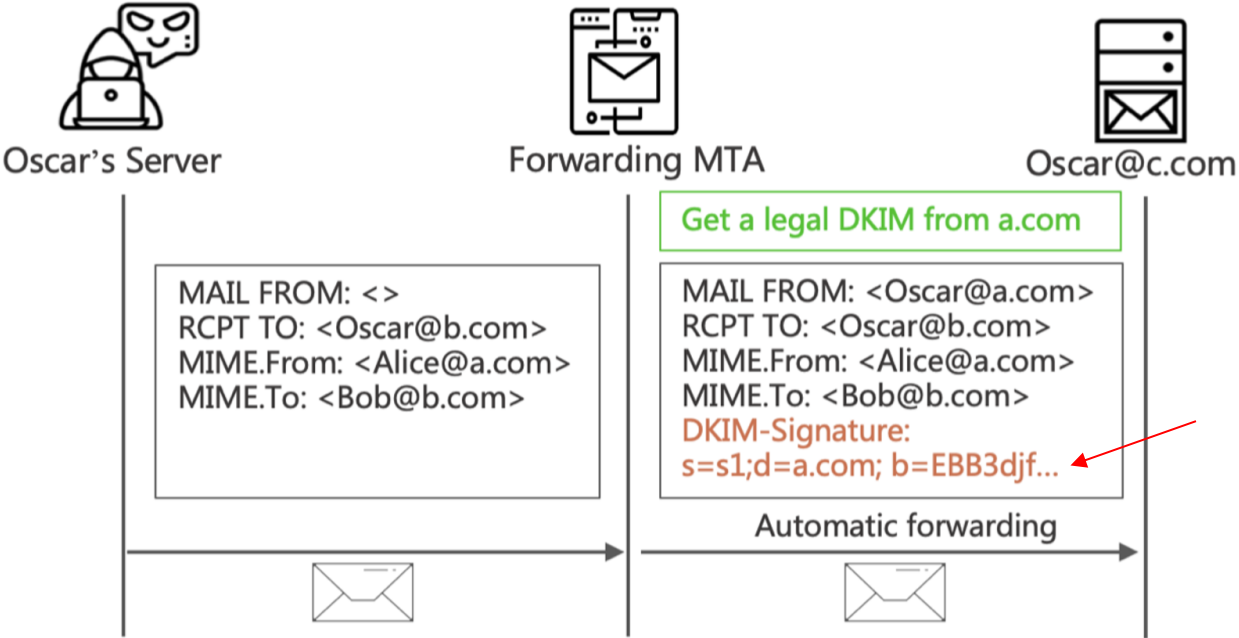 Oscar's Server
Forwarding MTA
Oscar@c.com
Get a legal DKIM from a.com
MAIL FROM: <>
RCPT TO: <Oscar@b.com>
MIME.From: <Alice@a.com>
MIME.To: <Bob@b.com>
MAIL FROM: <Oscar@a.com>
RCPT TO: <Oscar@b.com>
MIME.From: <Alice@a.com>
MIME.To: <Bob@b.com>
DKIM-Signature:
s=s1;d=a.com; b=EBB3djf...
Automatic forwarding